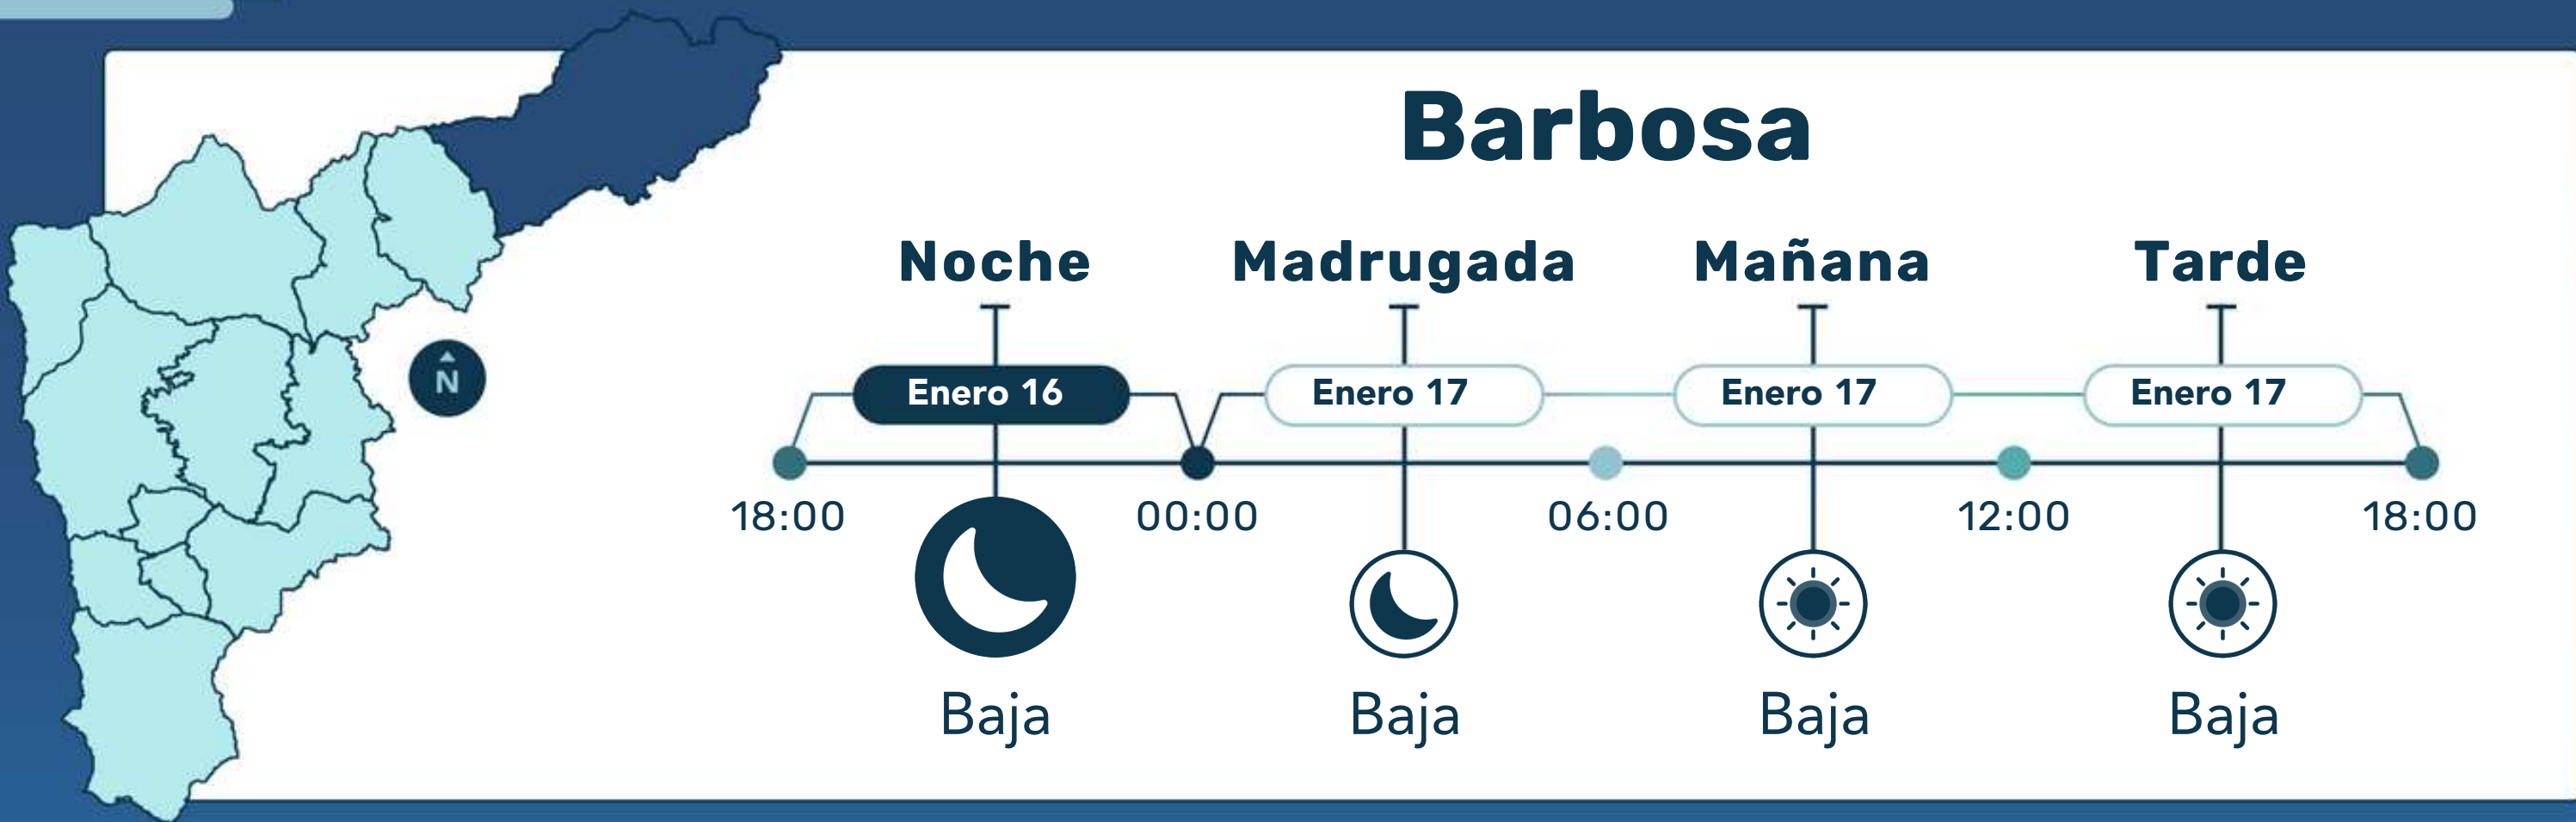 Barbosa
Noche Madrugada Mañana Tarde
Enero 16 Enero 17 Enero 17 Enero 17
N
18:00 00:00 06:00 12:00 18:00
Baja Baja Baja Baja